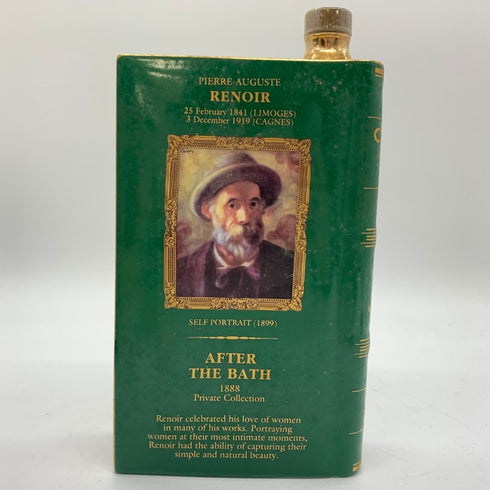 PIERRE-AUGUSTE
RENOIR
25 February 1841 (LIMOGES)
3 December 1919 (CAGNES)
SELF PORTRAIT (1899)
AFTER
THE BATH
1888
Private Collection
Renoir celebrated his love of women
in many of his works. Portraying
women at their most intimate moments,
Renoir had the ability of capturing their
simple and natural beauty.